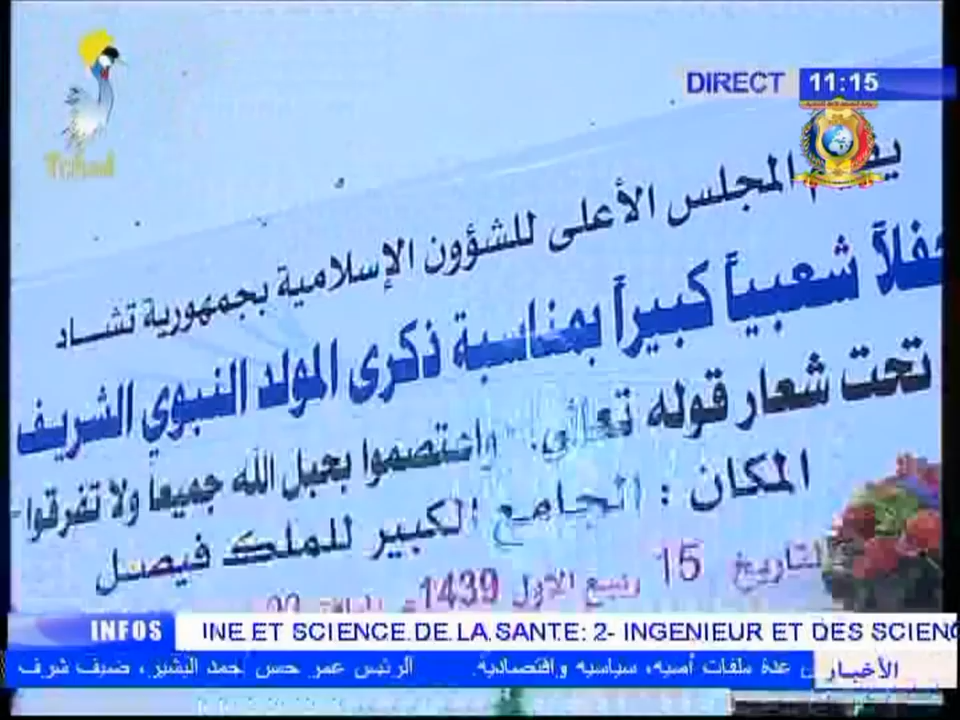 Tchad
DIRECT 11:15
المجلس الأعلى للشؤون الإسلامية بجمهورية تشاد
شعبياً كبيراً بمناسبة ذكرى المولد النبوي الشريف
تحت شعار قوله تعالى: واعتصموا بحبل الله جميعا ولا تفرقوا
المكان : الجامع الكبير للملك فيصل
التاريخ 15 ربيع الاول 1439
INFOS INE ET SCIENCE DE LA SANTE: 2- INGENIEUR ET DES SCIENC
الأخبار عدة ملفات أمنية، سياسية واقتصادية. الرئيس عمر حسن احمد البشير، ضيف شرف